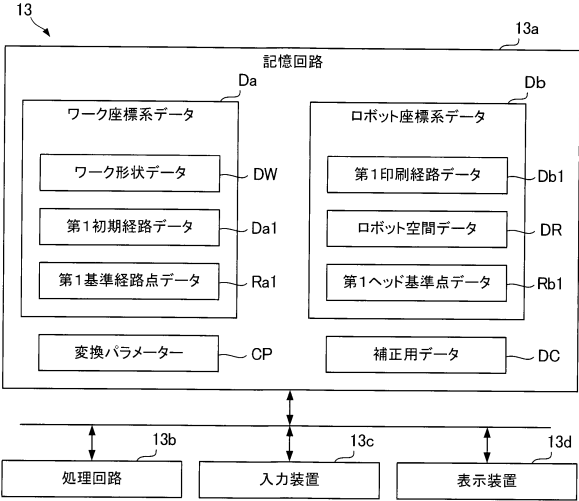 13
13a
記憶回路
Da
Db
ワーク座標系データ
ロボット座標系データ
ワーク形状データ
DW
第1印刷経路データ
Db1
第1初期経路データ
Da1
ロボット空間データ
DR
第1基準経路点データ
Ra1
第1ヘッド基準点データ
Rb1
変換パラメーター
CP
補正用データ
DC
13b
13c
13d
処理回路
入力装置
表示装置